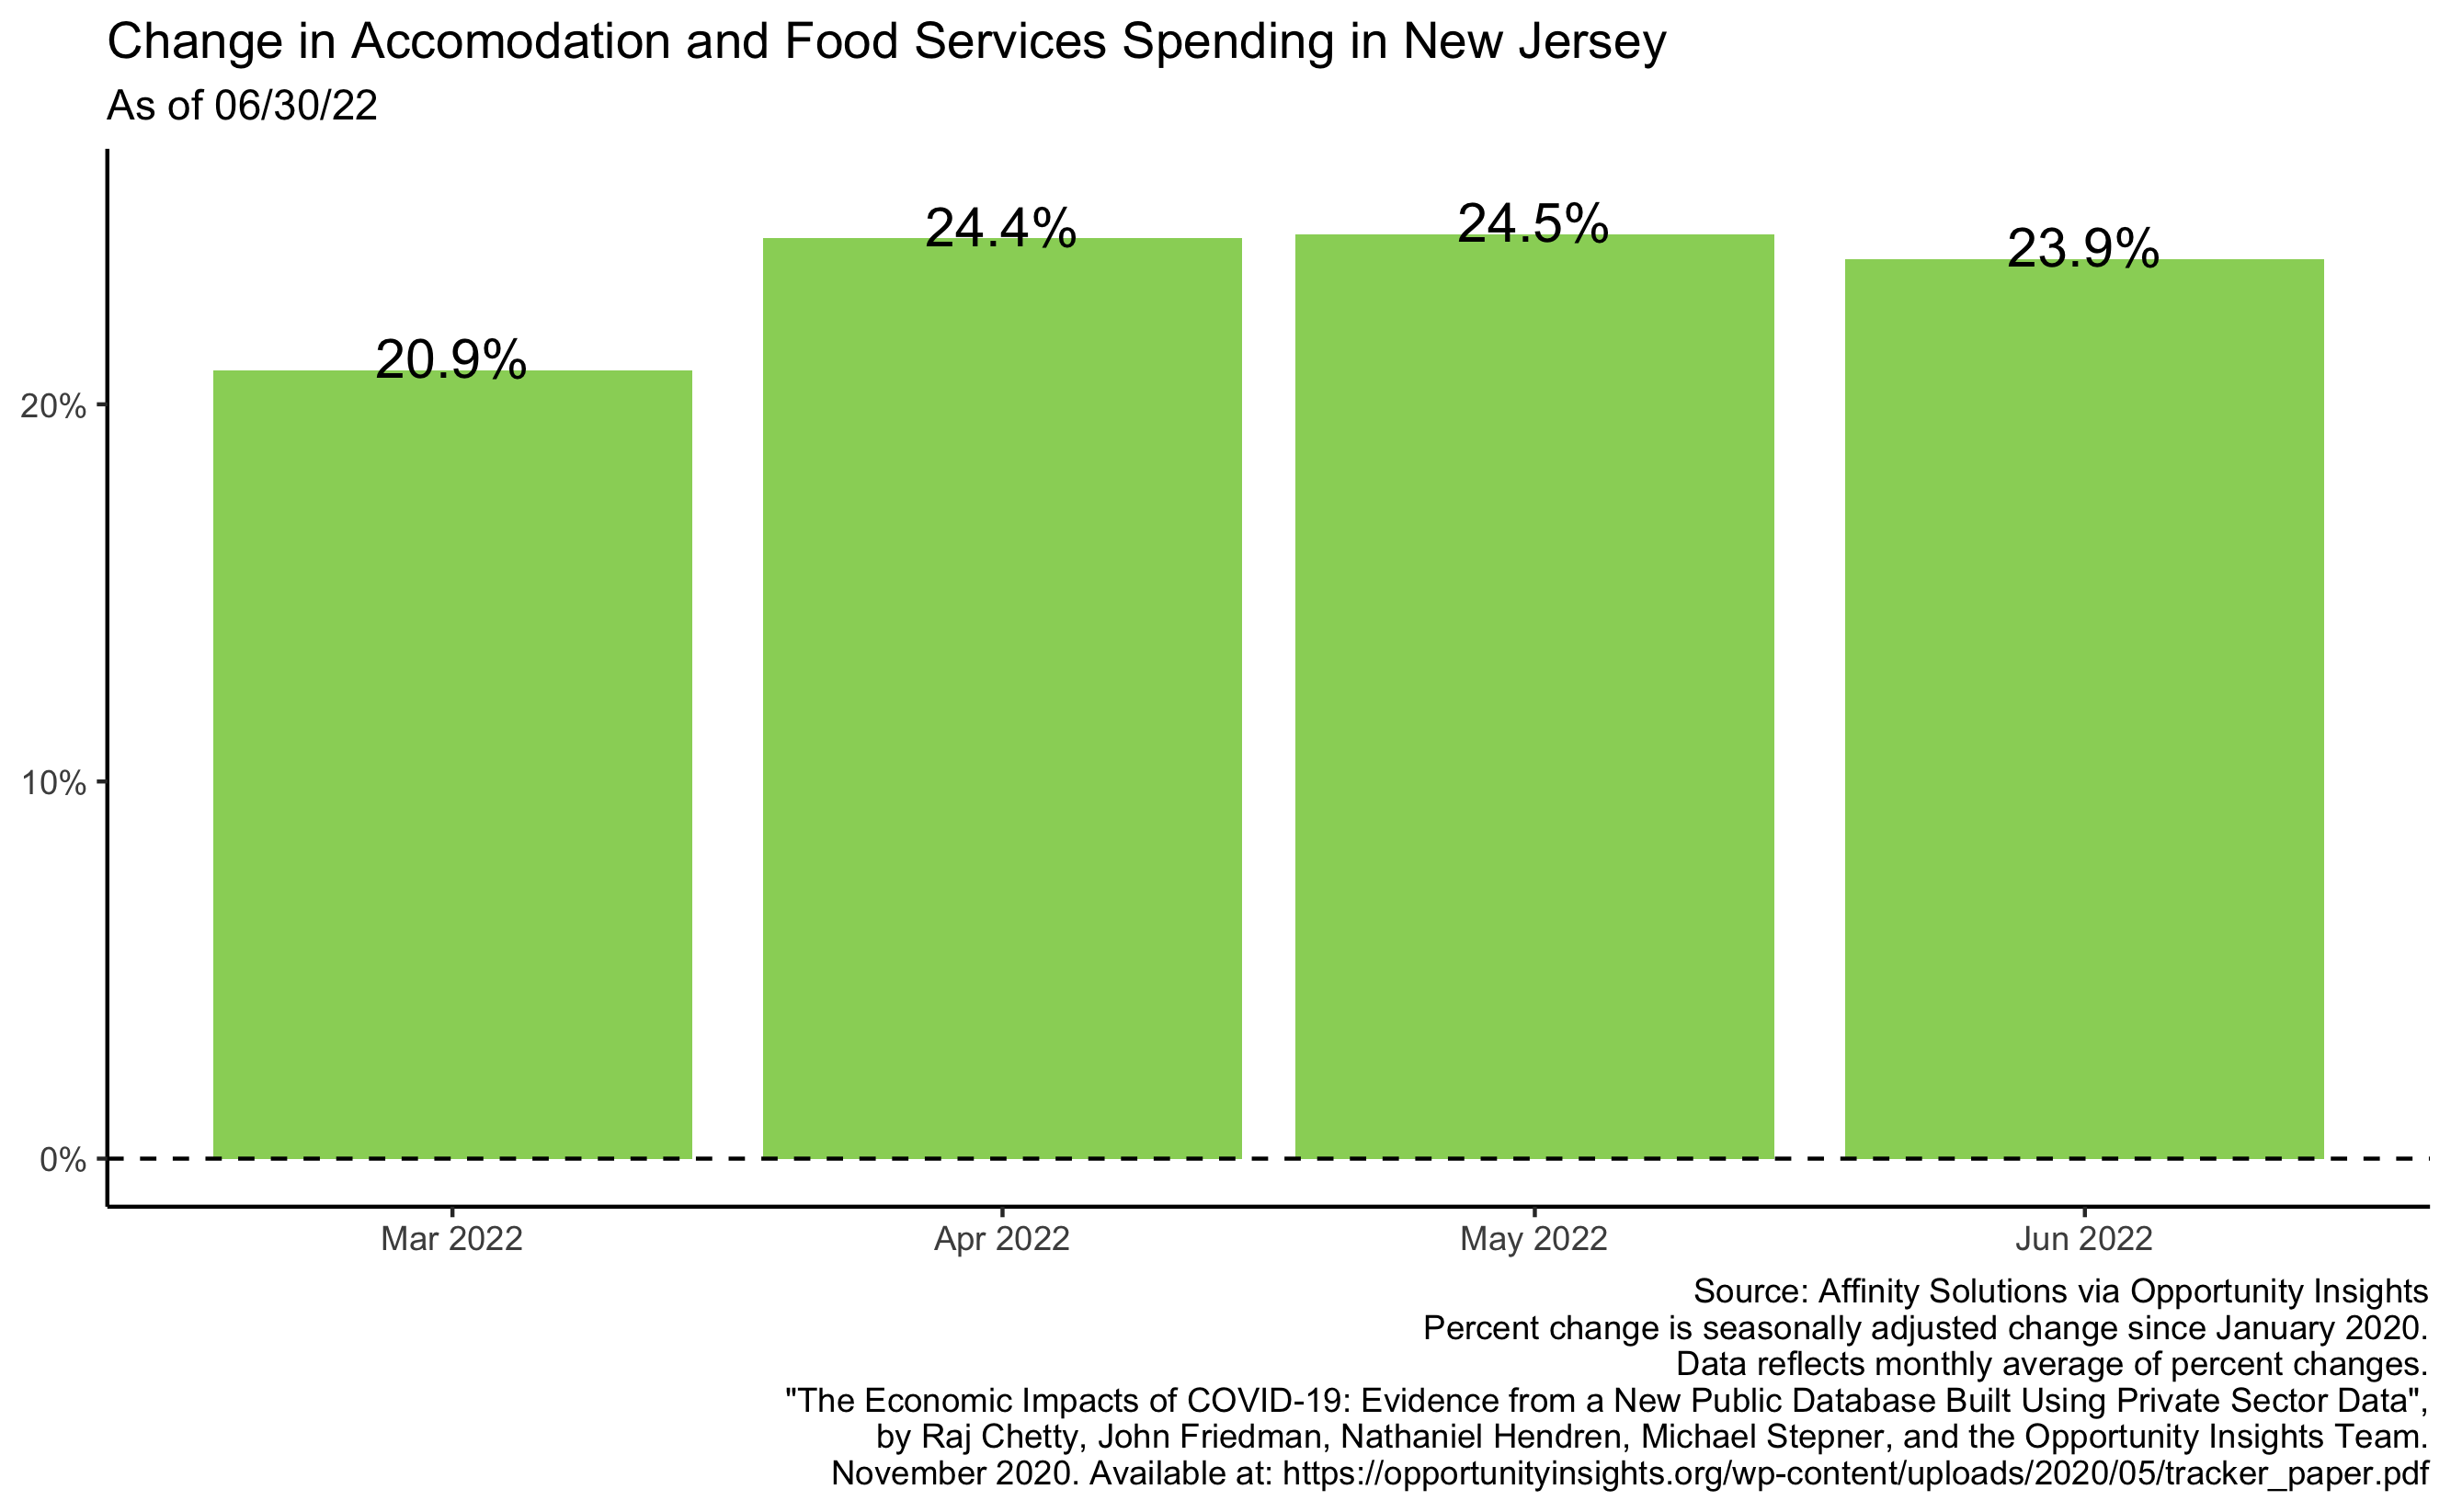 Change in Accomodation and Food Services Spending in New Jersey
As of 06/30/22
20.9%
24.4%
24.5%
23.9%
20%
10%
0%
Mar 2022
Apr 2022
May 2022
Jun 2022
Source: Affinity Solutions via Opportunity Insights
Percent change is seasonally adjusted change since January 2020.
Data reflects monthly average of percent changes.
"The Economic Impacts of COVID-19: Evidence from a New Public Database Built Using Private Sector Data",
by Raj Chetty, John Friedman, Nathaniel Hendren, Michael Stepner, and the Opportunity Insights Team.
November 2020. Available at: https://opportunityinsights.org/wp-content/uploads/2020/05/tracker_paper.pdf